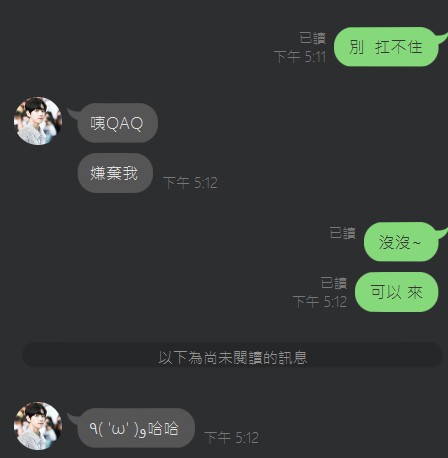 已讀
下午 5:11
別 扛不住
咦QAQ
嫌棄我
下午 5:12
已讀
沒沒~
已讀
下午 5:12
可以 來
以下為尚未閱讀的訊息
٩( 'ω' )و哈哈
下午 5:12